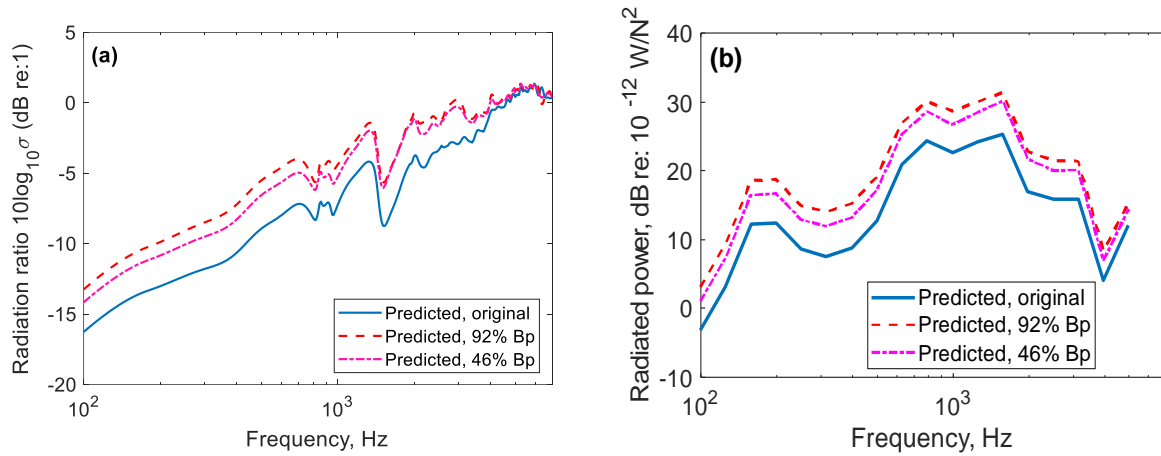 (a)
Radiation ratio 10log10σ (dB re:1)
5
0
-5
-10
-15
-20
10^2
10^3
Frequency, Hz
Predicted, original
Predicted, 92% Bp
Predicted, 46% Bp
(b)
Radiated power, dB re: 10^-12 W/N2
40
30
20
10
0
-10
10^2
10^3
Frequency, Hz
Predicted, original
Predicted, 92% Bp
Predicted, 46% Bp